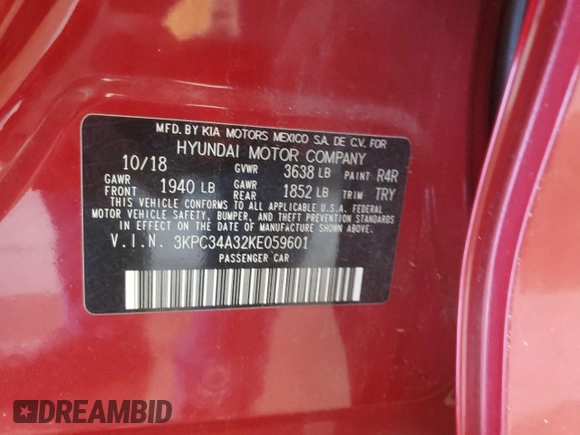 MFD. BY KIA MOTORS MEXICO S.A. DE C.V. FOR
HYUNDAI MOTOR COMPANY
10/18 GVWR 3638 LB PAINT R4R
GAWR FRONT 1940 LB GAWR REAR 1852 LB TRIM TRY
THIS VEHICLE CONFORMS TO ALL APPLICABLE U.S.A. FEDERAL
MOTOR VEHICLE SAFETY, BUMPER, AND THEFT PREVENTION STANDARDS
IN EFFECT ON THE DATE OF MANUFACTURE SHOWN ABOVE.
V.I.N. 3KPC34A32KE059601
PASSENGER CAR
DREAMBID